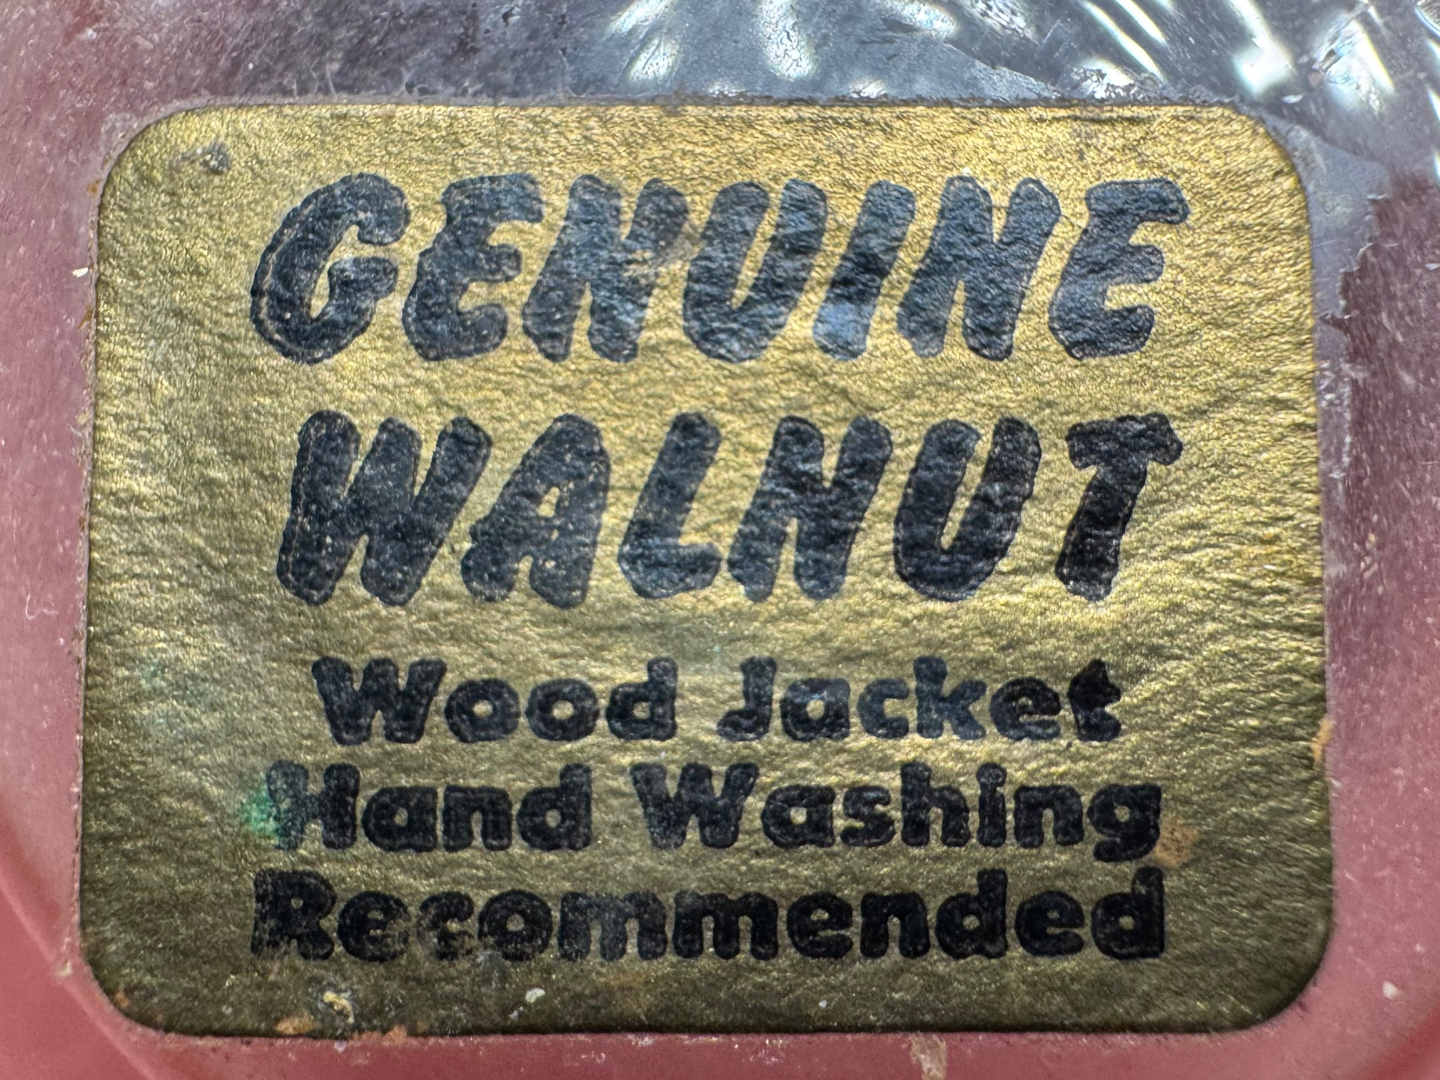 GENUINE
WALNUT
Wood Jacket
Hand Washing
Recommended